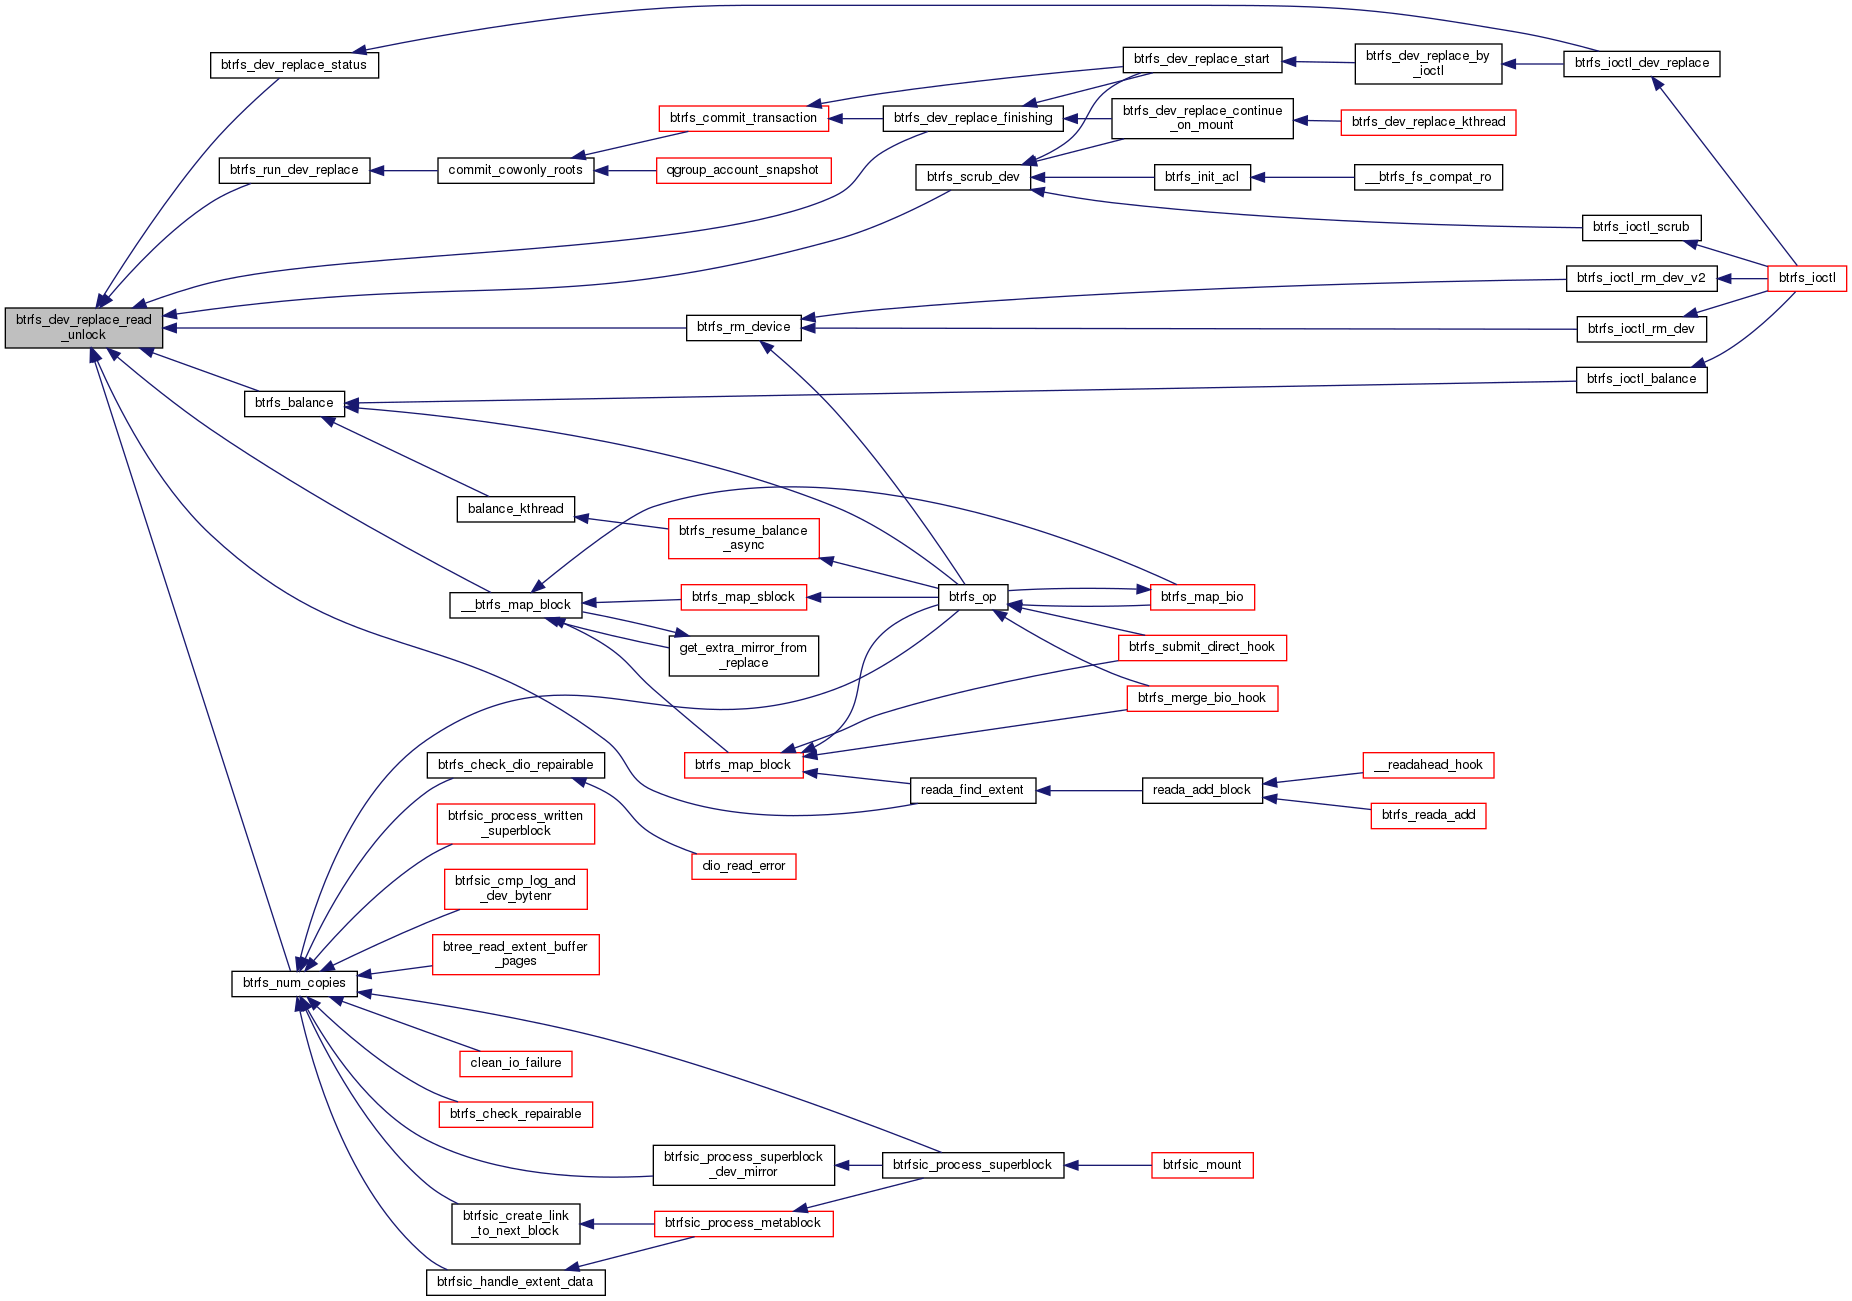 btrfs_dev_replace_read
_unlock
btrfs_dev_replace_status
btrfs_run_dev_replace
btrfs_balance
btrfs_num_copies
commit_cowonly_roots
balance_kthread
__btrfs_map_block
btrfs_check_dio_repairable
btrfsic_process_written
_superblock
btrfsic_cmp_log_and
_dev_bytenr
btree_read_extent_buffer
_pages
clean_io_failure
btrfs_check_repairable
btrfsic_create_link
_to_next_block
btrfsic_handle_extent_data
btrfs_commit_transaction
qgroup_account_snapshot
btrfs_rm_device
btrfs_resume_balance
_async
btrfs_map_sblock
get_extra_mirror_from
_replace
btrfs_map_block
dio_read_error
btrfsic_process_superblock
_dev_mirror
btrfsic_process_metablock
btrfs_dev_replace_finishing
btrfs_scrub_dev
btrfs_op
reada_find_extent
btrfsic_process_superblock
btrfs_dev_replace_start
btrfs_dev_replace_continue
_on_mount
btrfs_init_acl
btrfs_map_bio
btrfs_submit_direct_hook
btrfs_merge_bio_hook
reada_add_block
btrfsic_mount
btrfs_dev_replace_by
_ioctl
btrfs_dev_replace_kthread
__btrfs_fs_compat_ro
__readahead_hook
btrfs_reada_add
btrfs_ioctl_dev_replace
btrfs_ioctl_scrub
btrfs_ioctl_rm_dev_v2
btrfs_ioctl_rm_dev
btrfs_ioctl_balance
btrfs_ioctl